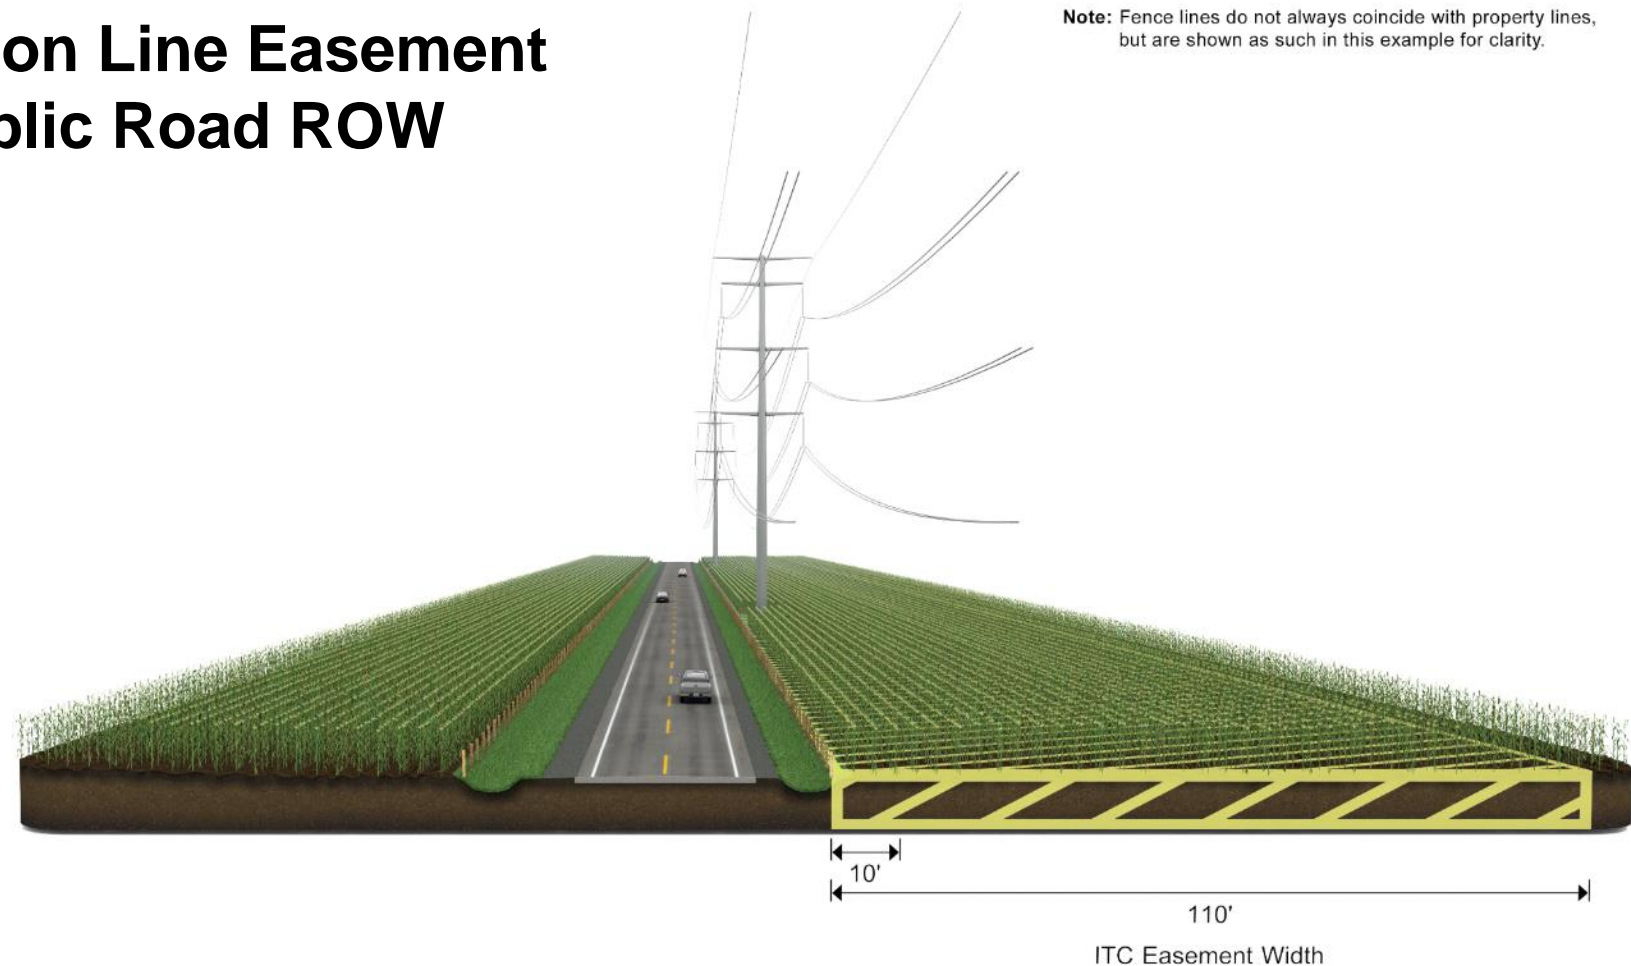 on Line Easement
blic Road ROW
Note: Fence lines do not always coincide with property lines,
but are shown as such in this example for clarity.
10'
110'
ITC Easement Width